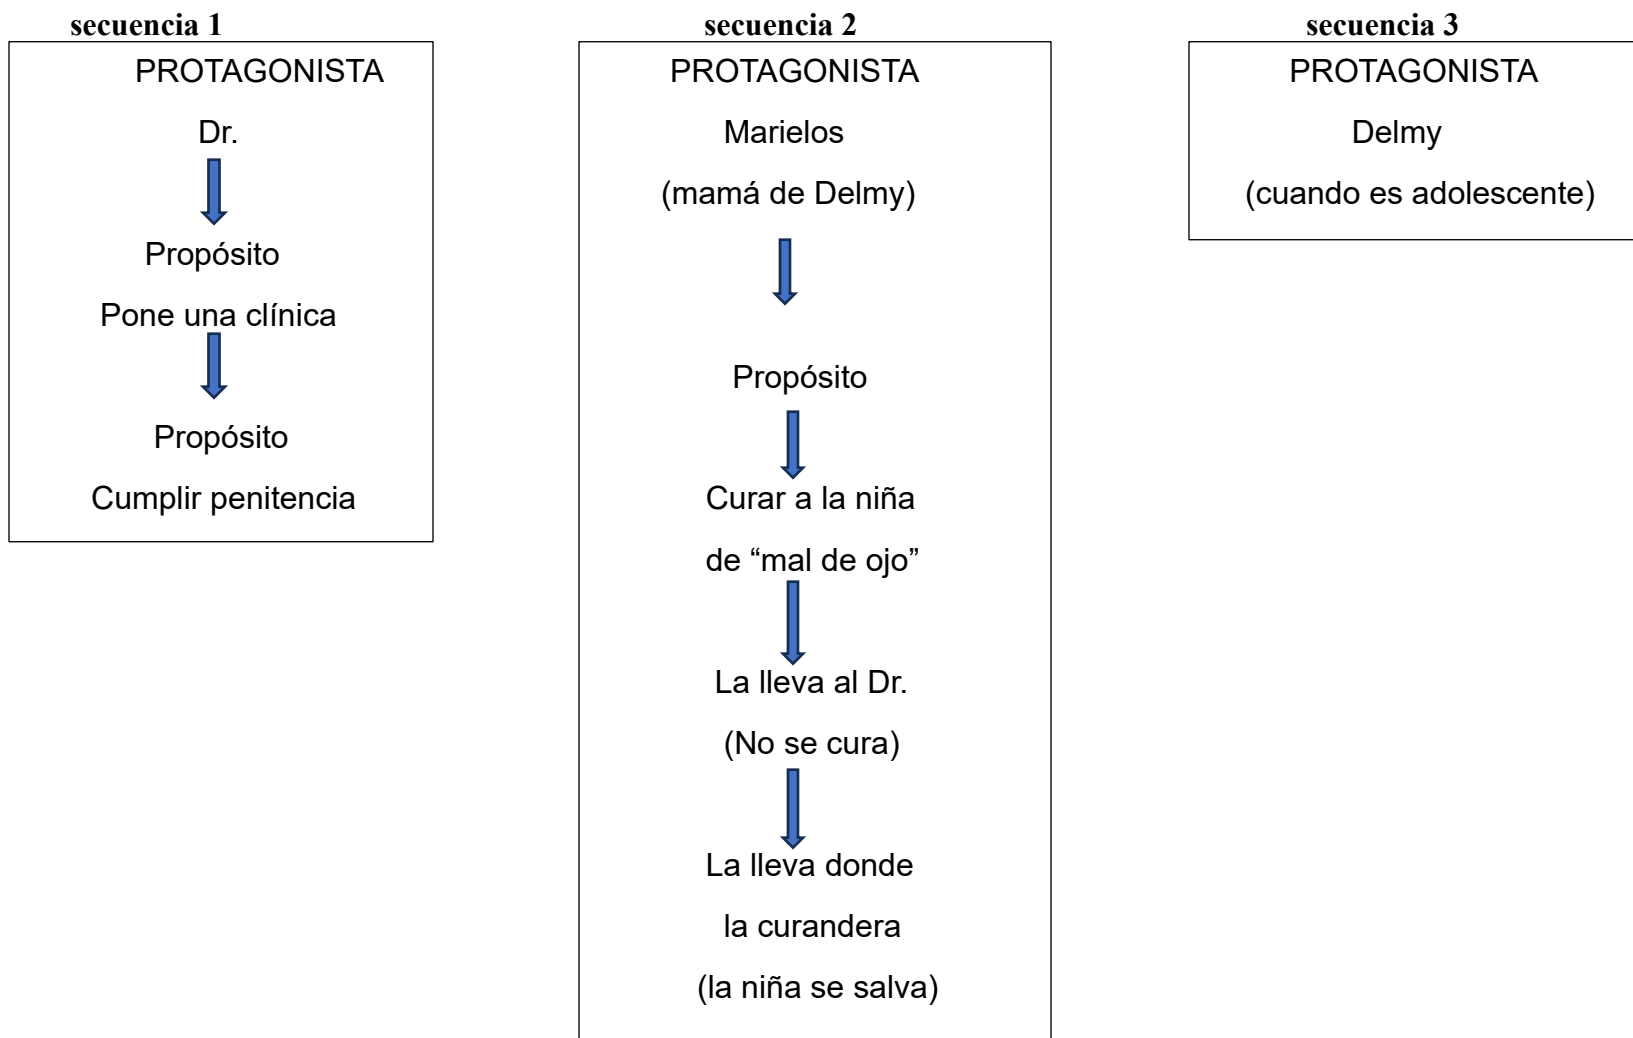 secuencia 1
PROTAGONISTA
Dr.
Propósito
Pone una clínica
Propósito
Cumplir penitencia
secuencia 2
PROTAGONISTA
Marielos
(mamá de Delmy)
Propósito
Curar a la niña
de “mal de ojo”
La lleva al Dr.
(No se cura)
La lleva donde
la curandera
(la niña se salva)
secuencia 3
PROTAGONISTA
Delmy
(cuando es adolescente)